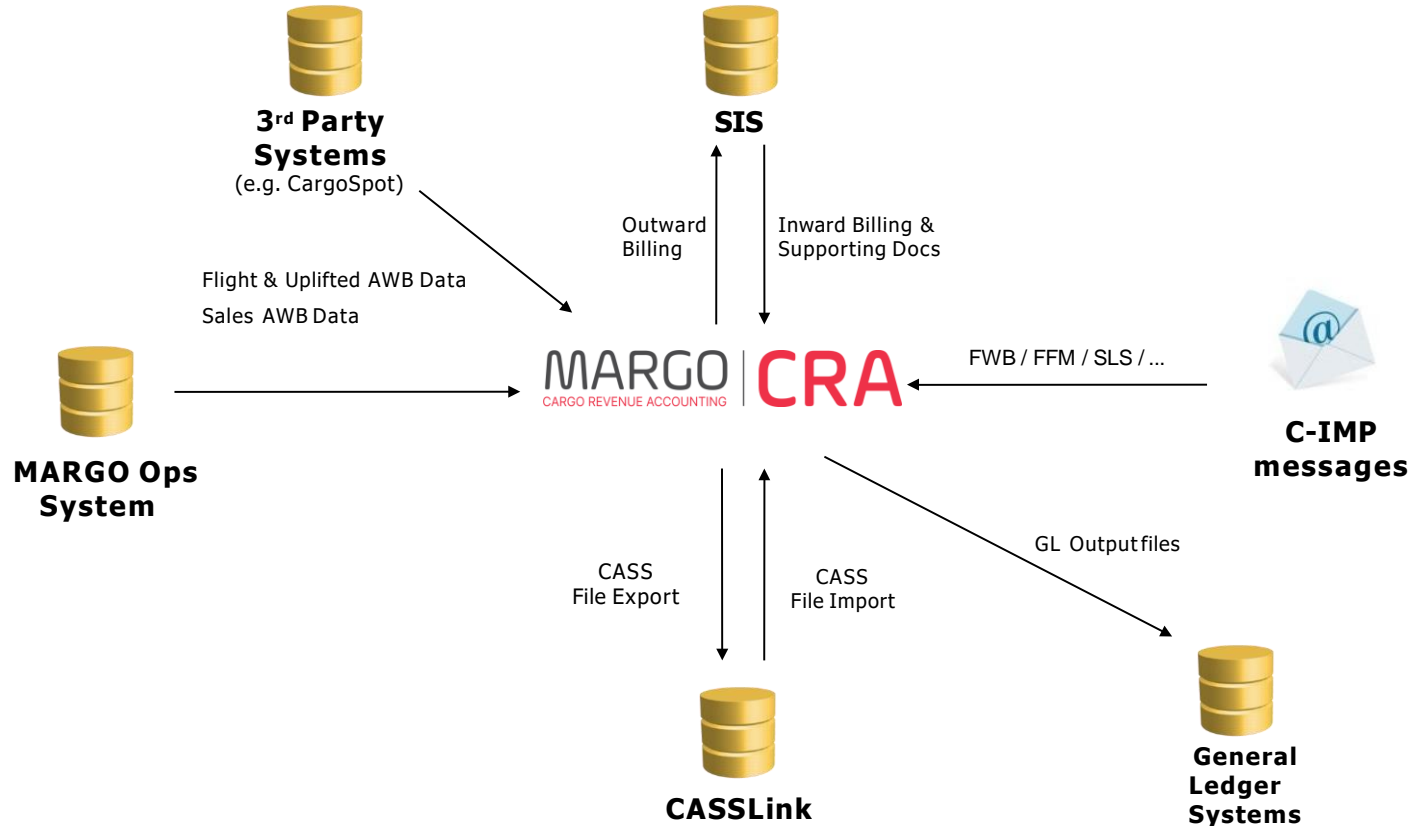 3rd Party
Systems
(e.g. CargoSpot)
SIS
Outward
Billing
Inward Billing &
Supporting Docs
Flight & Uplifted AWB Data
Sales AWB Data
MARGO
CARGO REVENUE ACCOUNTING
CRA
FWB / FFM / SLS / ...
@
C-IMP
messages
MARGO Ops
System
GL Output files
CASS
File Export
CASS
File Import
CASSLink
General
Ledger
Systems